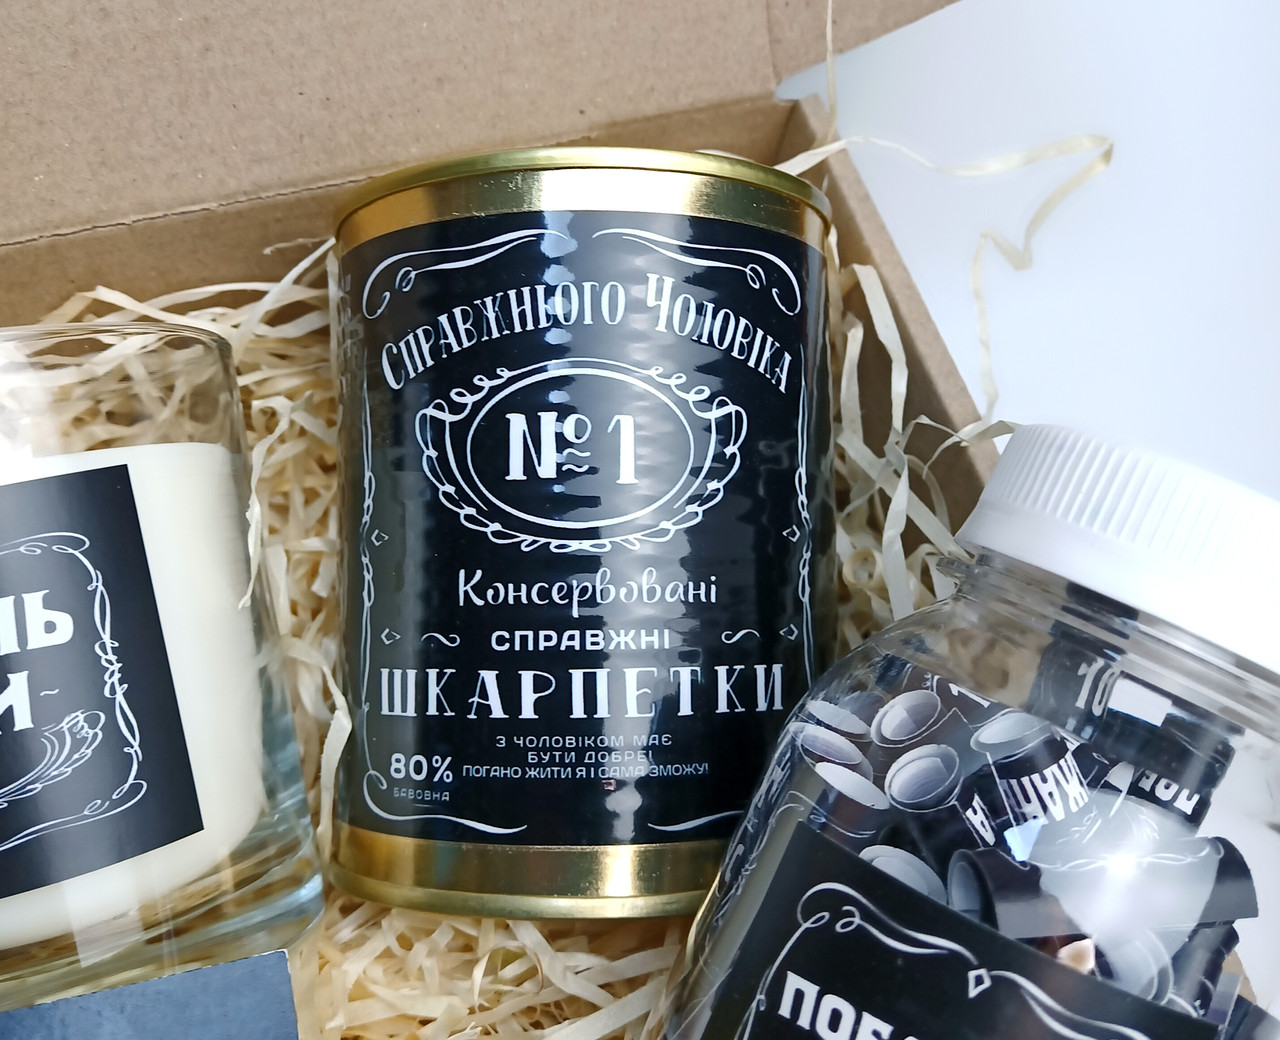 Справжнього Чоловіка
№1
Консервовані
СПРАВЖНІ
ШКАРПЕТКИ
З ЧОЛОВІКОМ МАЄ
БУТИ ДОБРЕ!
ПОГАНО ЖИТИ Я І САМА ЗМОЖУ!
80%
БАВОВНА